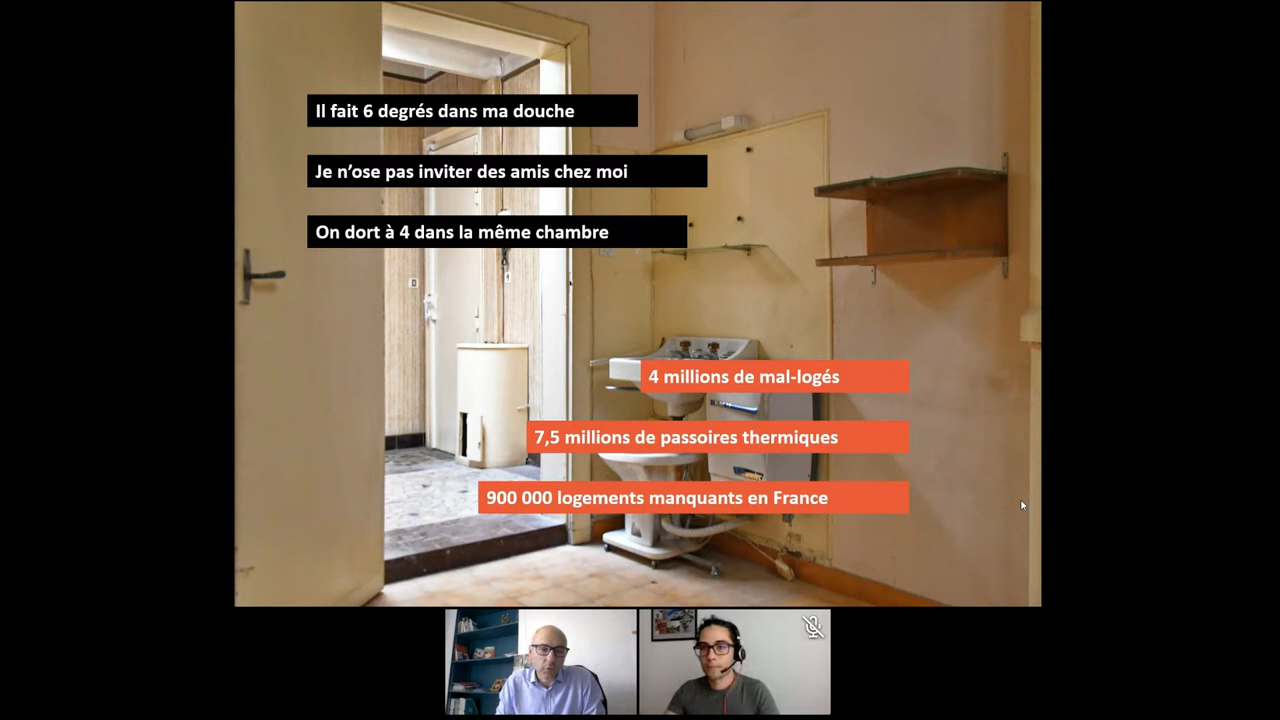 Il fait 6 degrés dans ma douche
Je n’ose pas inviter des amis chez moi
On dort à 4 dans la même chambre
4 millions de mal-logés
7,5 millions de passoires thermiques
900 000 logements manquants en France